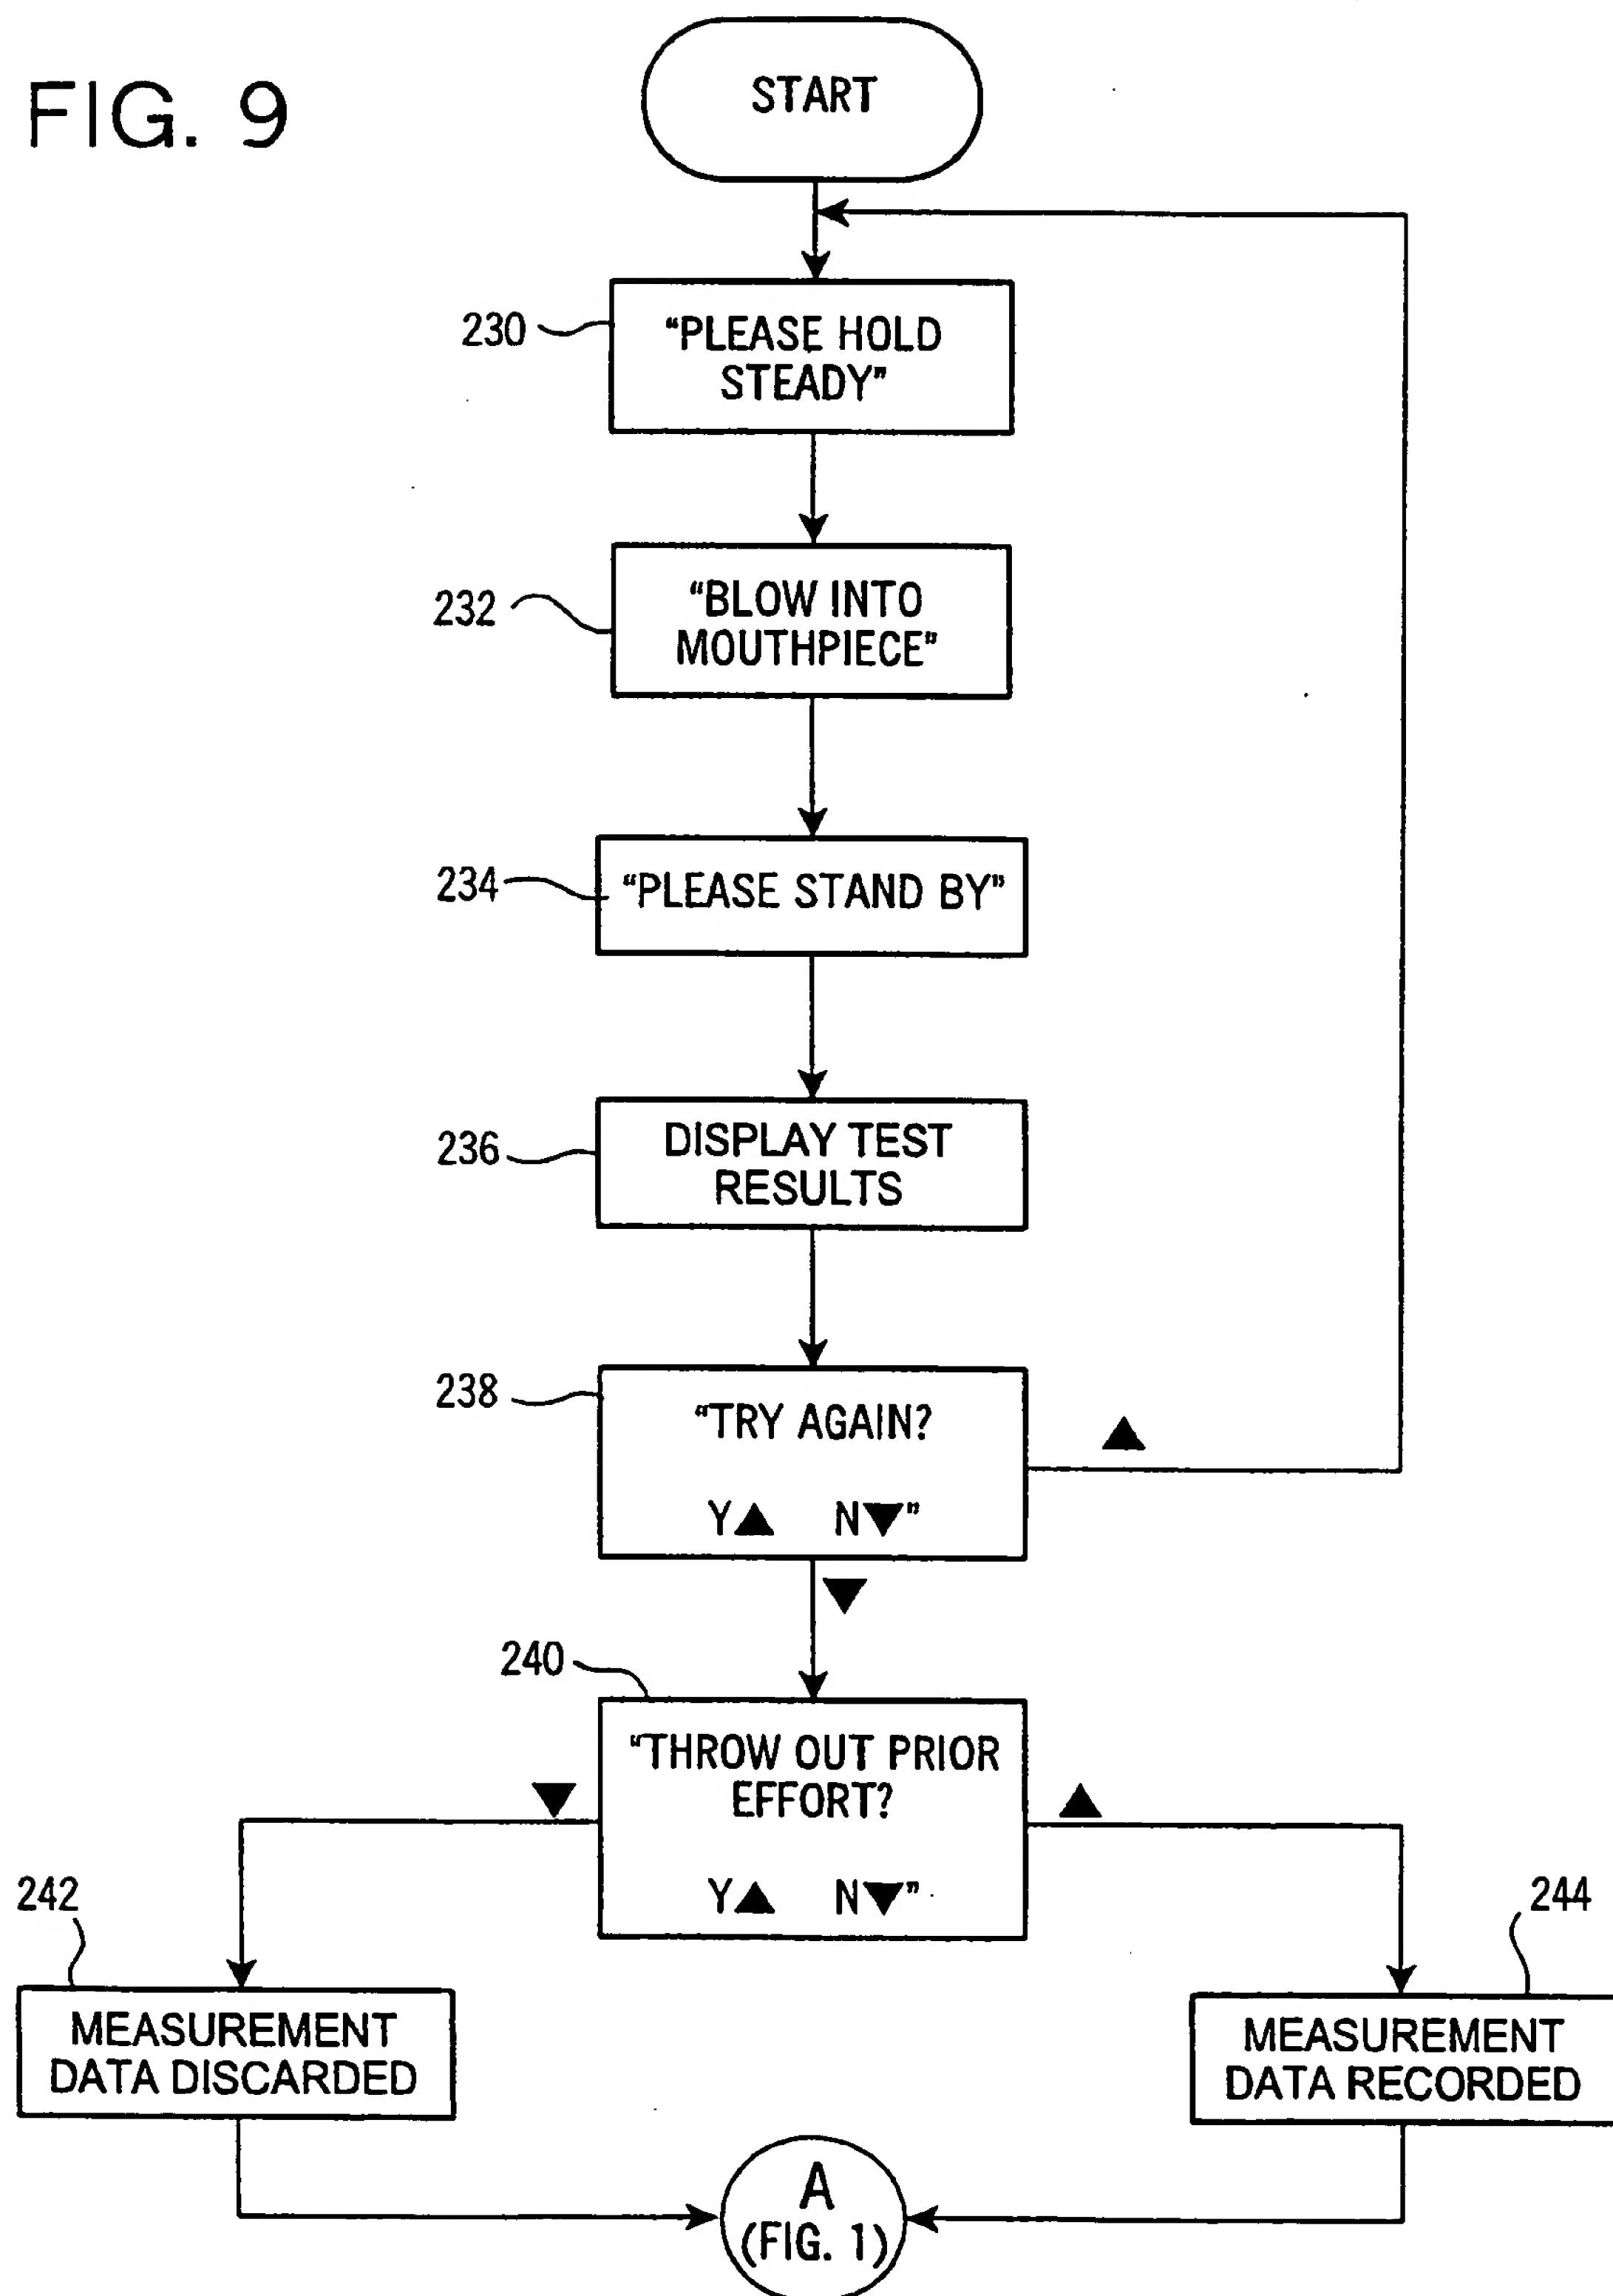 FIG. 9
START
230
“PLEASE HOLD
STEADY”
232
“BLOW INTO
MOUTHPIECE”
234
“PLEASE STAND BY”
236
DISPLAY TEST
RESULTS
238
“TRY AGAIN?
Y▲ N▼”
▲
▼
240
“THROW OUT PRIOR
EFFORT?
Y▲ N▼”
▼
▲
242
MEASUREMENT
DATA DISCARDED
244
MEASUREMENT
DATA RECORDED
A
(FIG. 1)